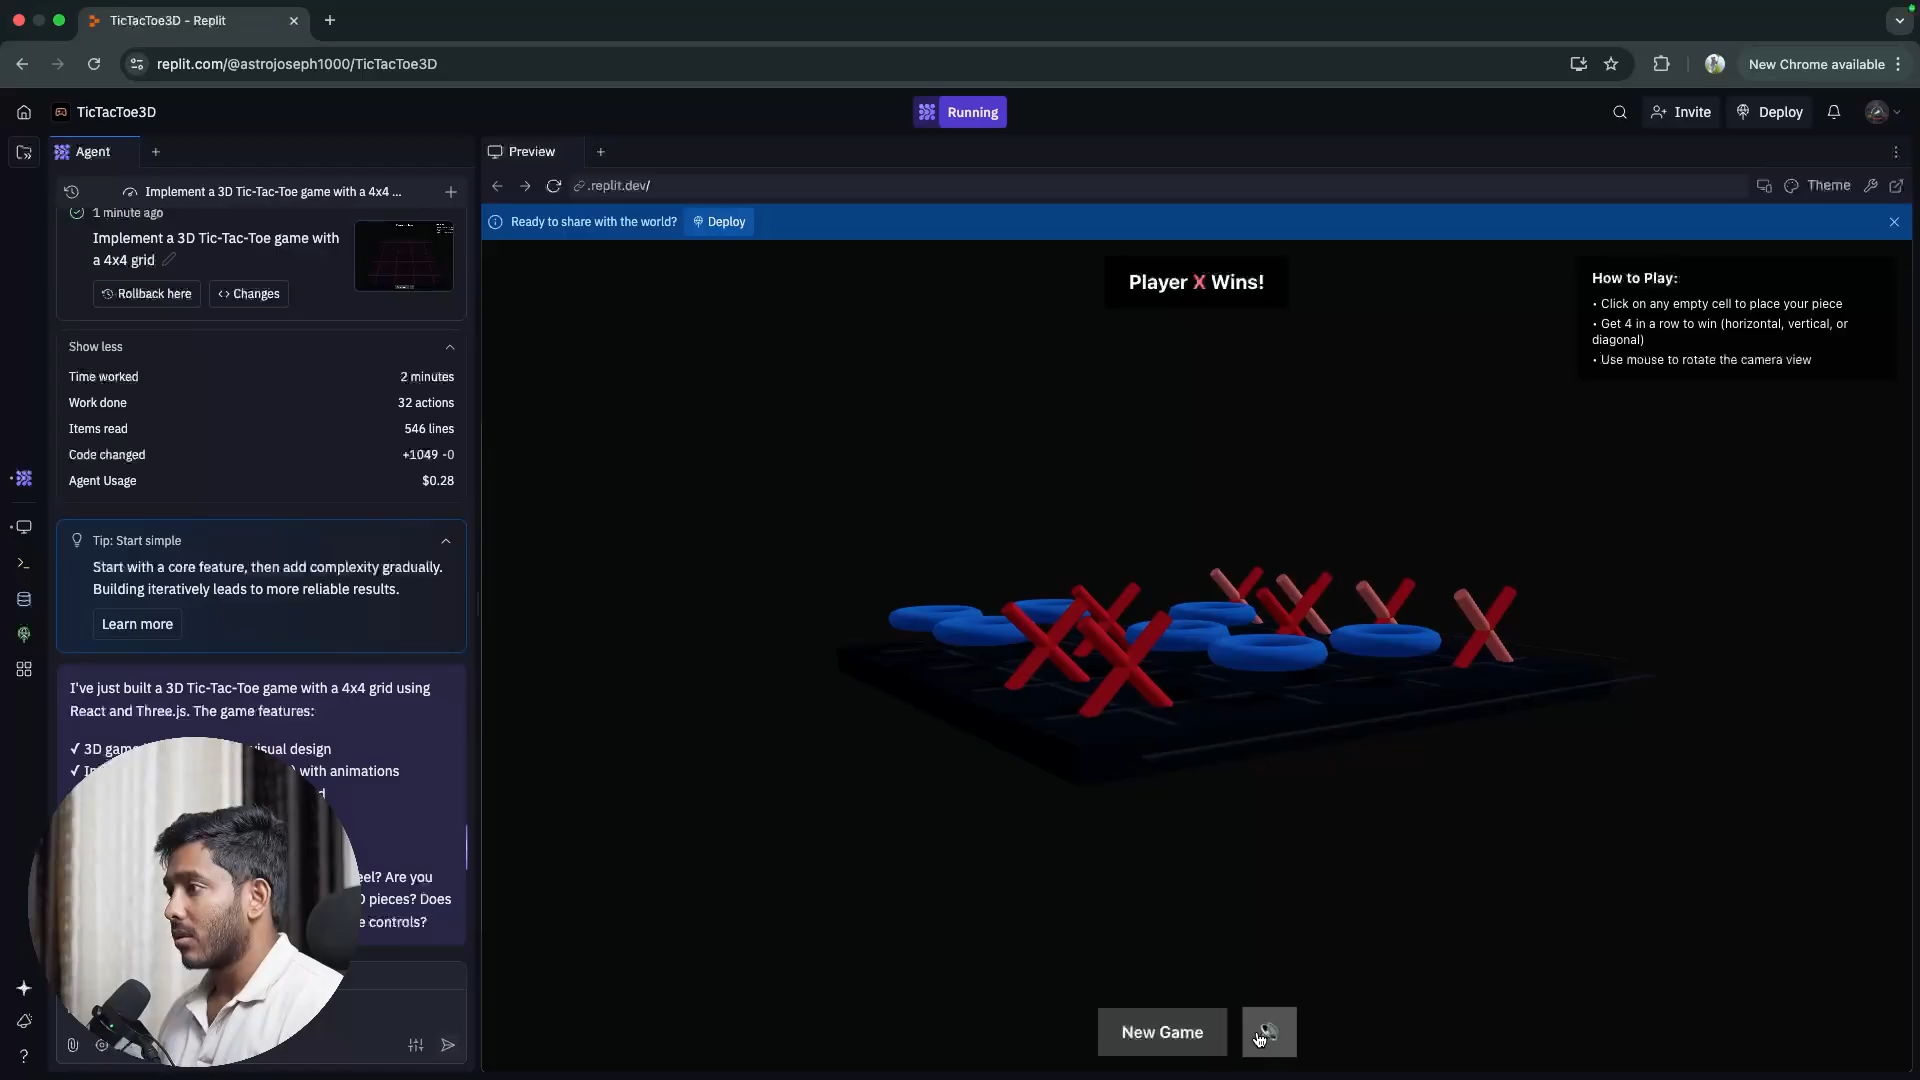 TicTacToe3D - Replit
replit.com/@astrojoseph1000/TicTacToe3D
New Chrome available
TicTacToe3D
Running
Invite
Deploy
Agent
Preview
Implement a 3D Tic-Tac-Toe game with a 4x4 ...
.replit.dev/
Theme
1 minute ago
Ready to share with the world?
Deploy
Implement a 3D Tic-Tac-Toe game with
a 4x4 grid
Rollback here
Changes
Player X Wins!
How to Play:
• Click on any empty cell to place your piece
• Get 4 in a row to win (horizontal, vertical, or
diagonal)
• Use mouse to rotate the camera view
Show less
Time worked
2 minutes
Work done
32 actions
Items read
546 lines
Code changed
+1049 -0
Agent Usage
$0.28
Tip: Start simple
Start with a core feature, then add complexity gradually.
Building iteratively leads to more reliable results.
Learn more
I've just built a 3D Tic-Tac-Toe game with a 4x4 grid using
React and Three.js. The game features:
✓ 3D game
visual design
with animations
eel? Are you
pieces? Does
controls?
New Game